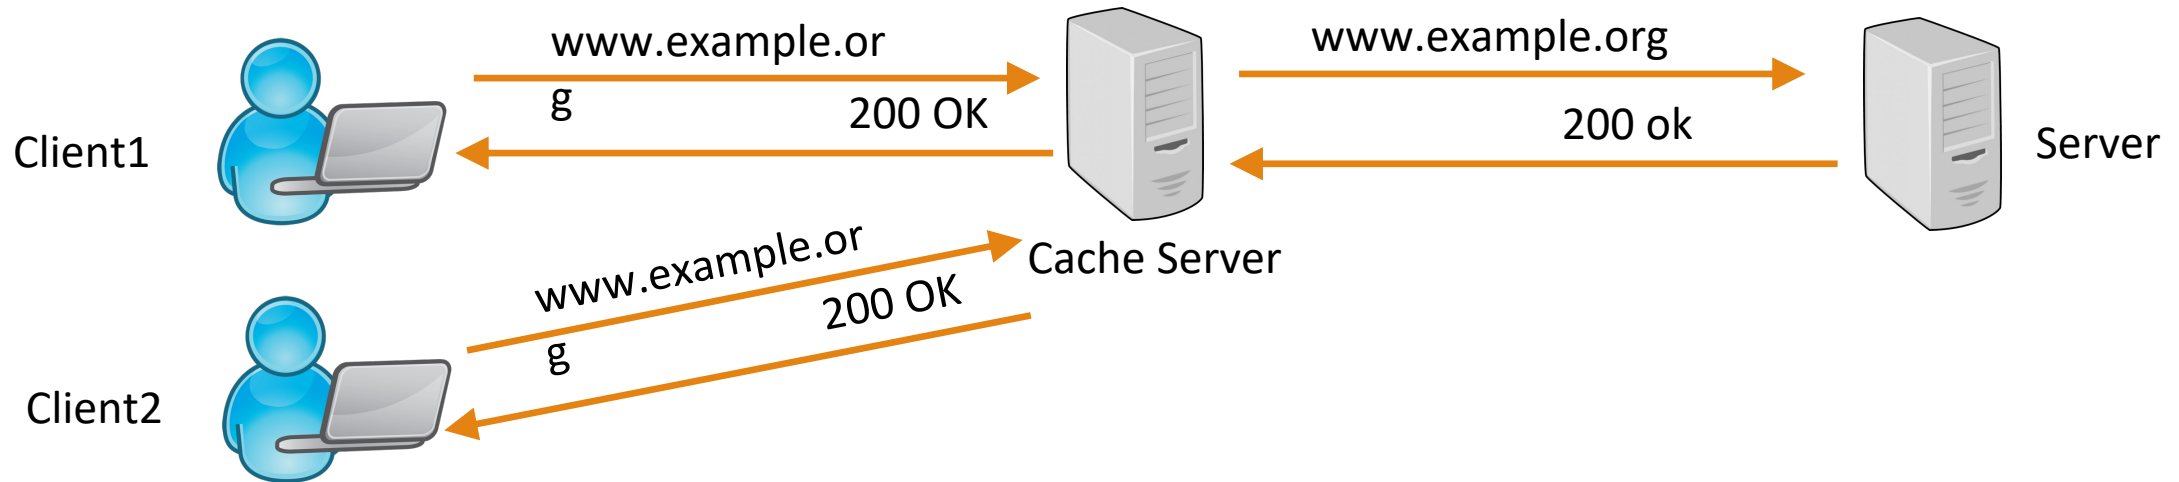 www.example.or
g
200 OK
www.example.org
200 ok
Client1
Server
Cache Server
www.example.or
g
200 OK
Client2